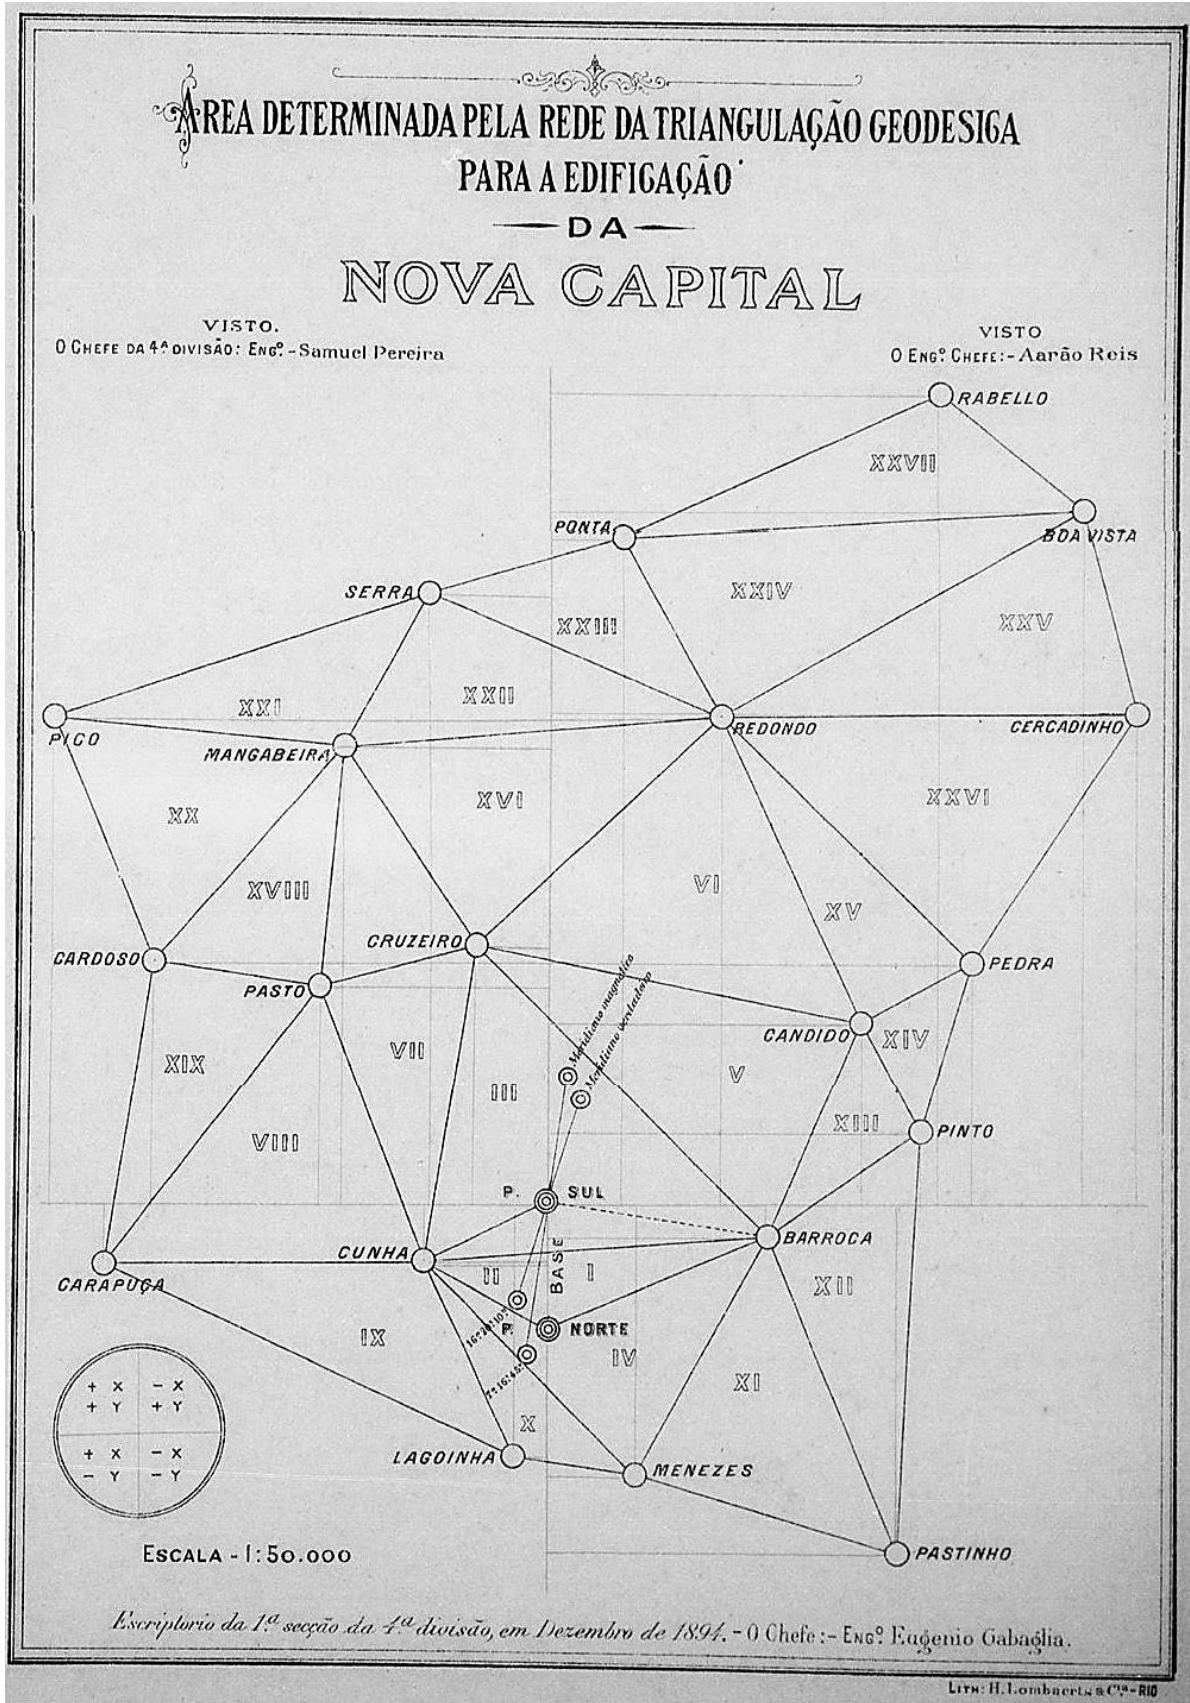 AREA DETERMINADA PELA REDE DA TRIANGULAÇÃO GEODESIGA
PARA A EDIFIGAÇÃO
DA
NOVA CAPITAL
VISTO.
O CHEFE DA 4ª DIVISÃO: ENGº.-Samuel Pereira
VISTO
O ENGº. CHEFE:- Aarão Reis
RABELLO
XXVII
PONTA
BOA VISTA
SERRA
XXIV
XXIII
XXV
XXI
XXII
PICO
MANGABEIRA
REDONDO
CERCADINHO
XX
XVI
XXVI
XVIII
VI
XV
CARDOSO
CRUZEIRO
PEDRA
PASTO
Meridiano magnetico
Meridiano verdadeiro
CANDIDO
XIV
XIX
VII
III
V
VIII
XIII
PINTO
P. SUL
CUNHA
BARROCA
CARAPUÇA
II
BASE
I
XII
P. NORTE
IX
IV
XI
+ X - X
+ Y + Y
+ X - X
- Y - Y
X
LAGOINHA
MENEZES
ESCALA - 1:50.000
PASTINHO
Escriptorio da 1.ª secção da 4.ª divisão, em Dezembro de 1894. - O Chefe:- ENGº. Eugenio Gabaglia.
LITH: H. Lombaerts & Cia - RIO